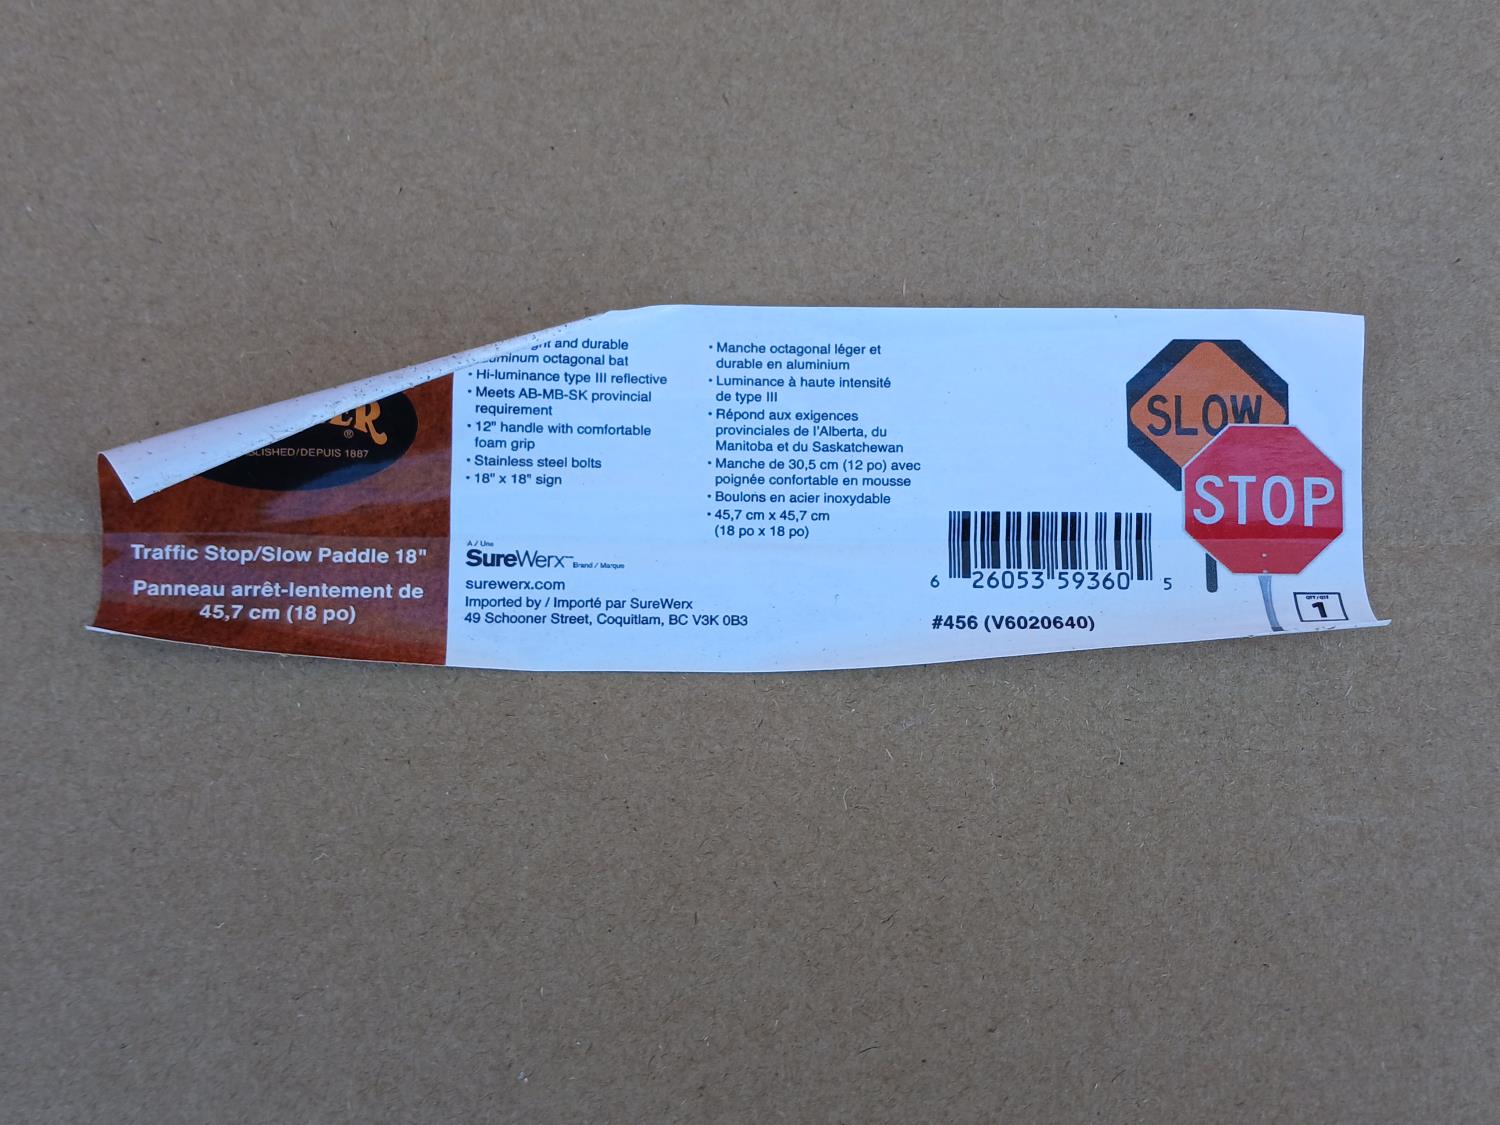 ER
®
/DEPUIS 1887
Traffic Stop/Slow Paddle 18"
Panneau arrêt-lentement de
45,7 cm (18 po)
and durable
octagonal bat
• Hi-luminance type III reflective
• Meets AB-MB-SK provincial
requirement
• 12" handle with comfortable
foam grip
• Stainless steel bolts
• 18" x 18" sign
A / Une
SureWerx™ Brand / Marque
surewerx.com
Imported by / Importé par SureWerx
49 Schooner Street, Coquitlam, BC V3K 0B3
• Manche octagonal léger et
durable en aluminium
• Luminance à haute intensité
de type III
• Répond aux exigences
provinciales de l'Alberta, du
Manitoba et du Saskatchewan
• Manche de 30,5 cm (12 po) avec
poignée confortable en mousse
• Boulons en acier inoxydable
• 45,7 cm x 45,7 cm
(18 po x 18 po)
6 26053 59360 5
#456 (V6020640)
SLOW
STOP
QTY/QTÉ
1